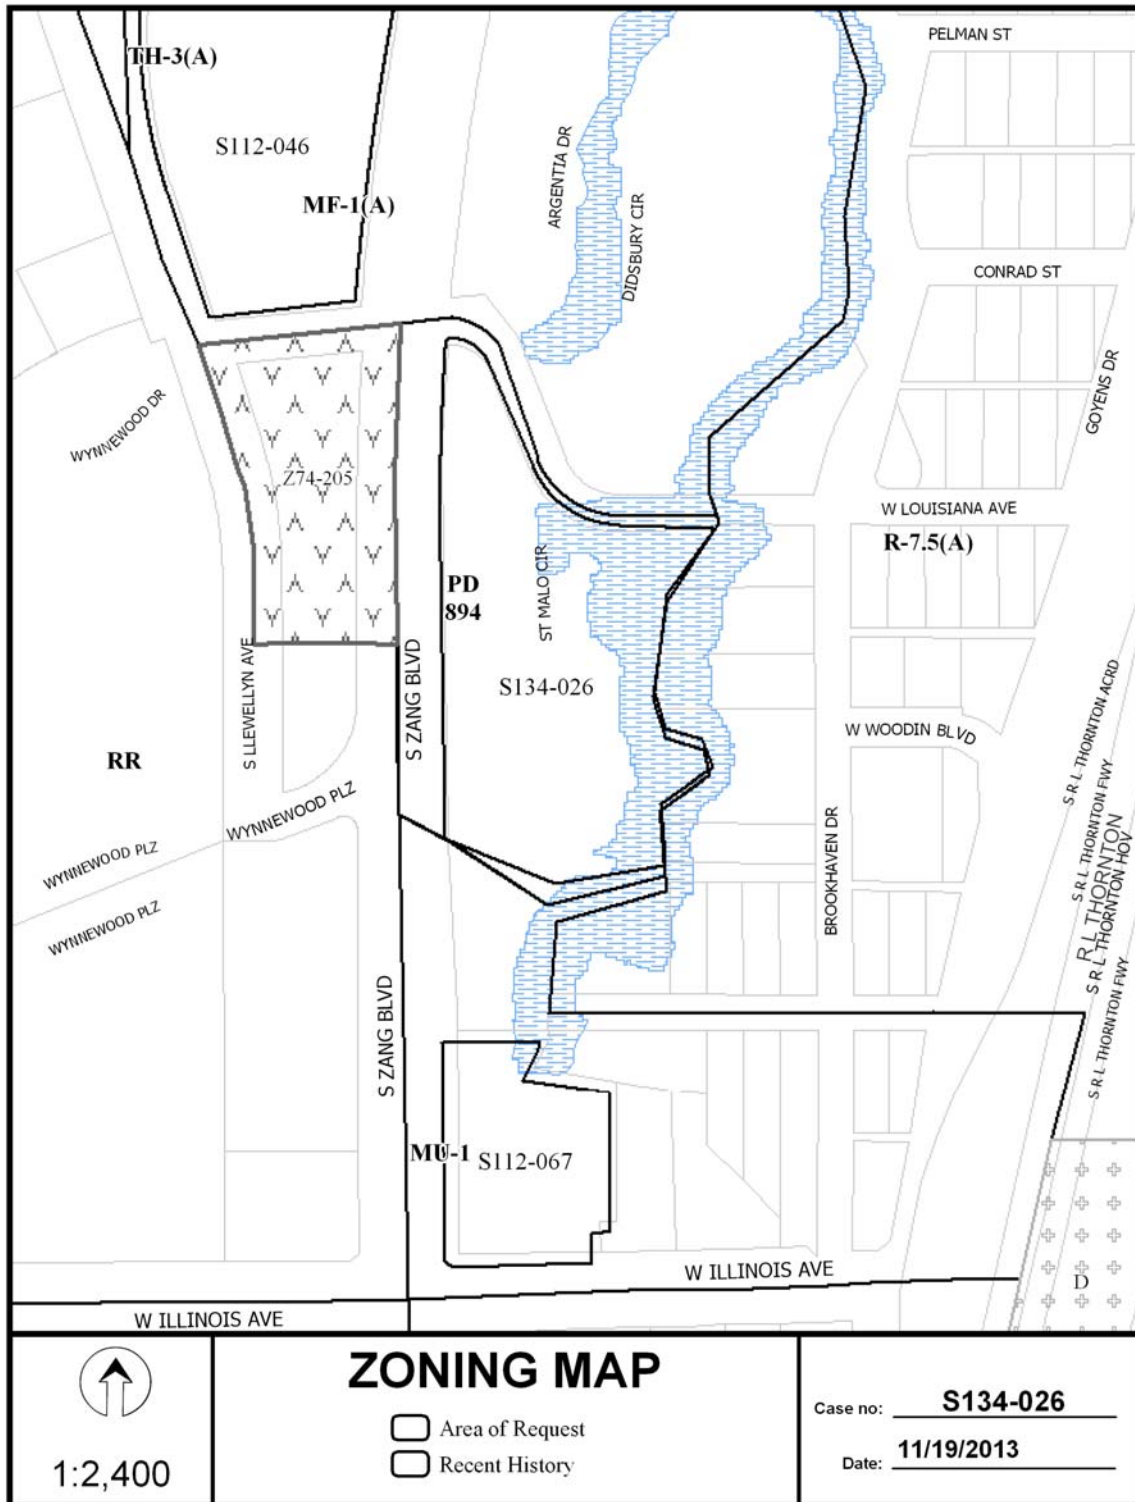 PELMAN ST
TH-3(A)
S112-046
ARGENTIA DR
MF-1(A)
DIDSBURY CIR
CONRAD ST
GOYENS DR
WYNNEWOOD DR
Z74-205
W LOUISIANA AVE
R-7.5(A)
PD
894
ST MALO CIR
S134-026
S LLEWELLYN AVE
S ZANG BLVD
RR
W WOODIN BLVD
S R L THORNTON ACRD
S R L THORNTON FWY
R L THORNTON
S R L THORNTON HOV
S R L THORNTON FWY
WYNNEWOOD PLZ
WYNNEWOOD PLZ
WYNNEWOOD PLZ
BROOKHAVEN DR
S ZANG BLVD
MU-1
S112-067
W ILLINOIS AVE
D
W ILLINOIS AVE
1:2,400
ZONING MAP
Area of Request
Recent History
Case no: S134-026
Date: 11/19/2013